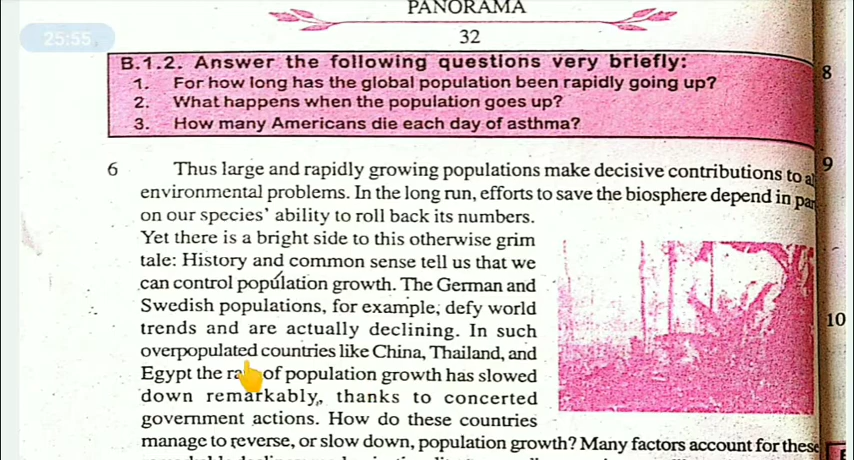 PANORAMA
25:55
32
B.1.2. Answer the following questions very briefly:
1. For how long has the global population been rapidly going up?
2. What happens when the population goes up?
3. How many Americans die each day of asthma?
8
6 Thus large and rapidly growing populations make decisive contributions to
9
environmental problems. In the long run, efforts to save the biosphere depend in
on our species' ability to roll back its numbers.
Yet there is a bright side to this otherwise grim
tale: History and common sense tell us that we
can control population growth. The German and
Swedish populations, for example, defy world
10
trends and are actually declining. In such
overpopulated countries like China, Thailand, and
Egypt the of population growth has slowed
down remarkably, thanks to concerted
government actions. How do these countries
manage to reverse, or slow down, population growth? Many factors account for these